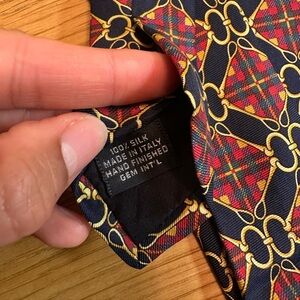 100% SILK
MADE IN ITALY
HAND FINISHED
GEM INT'L